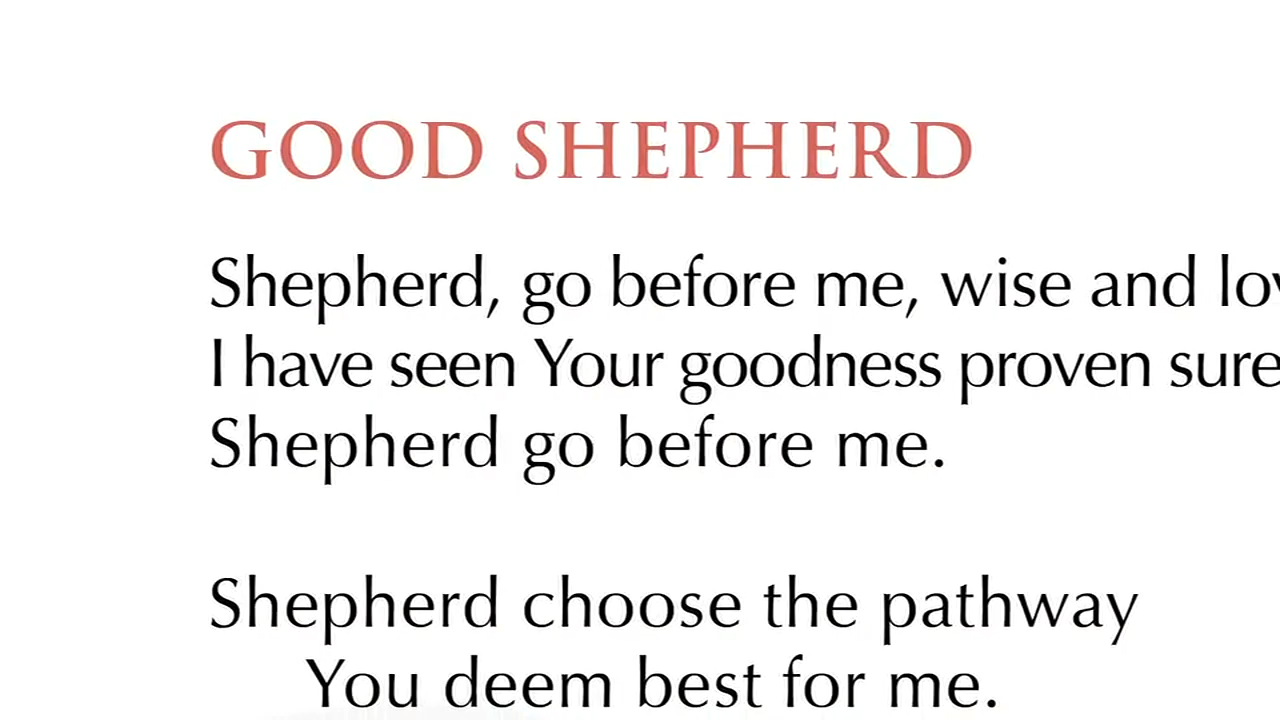 GOOD SHEPHERD
Shepherd, go before me, wise and
I have seen Your goodness proven sure
Shepherd go before me.
Shepherd choose the pathway
You deem best for me.